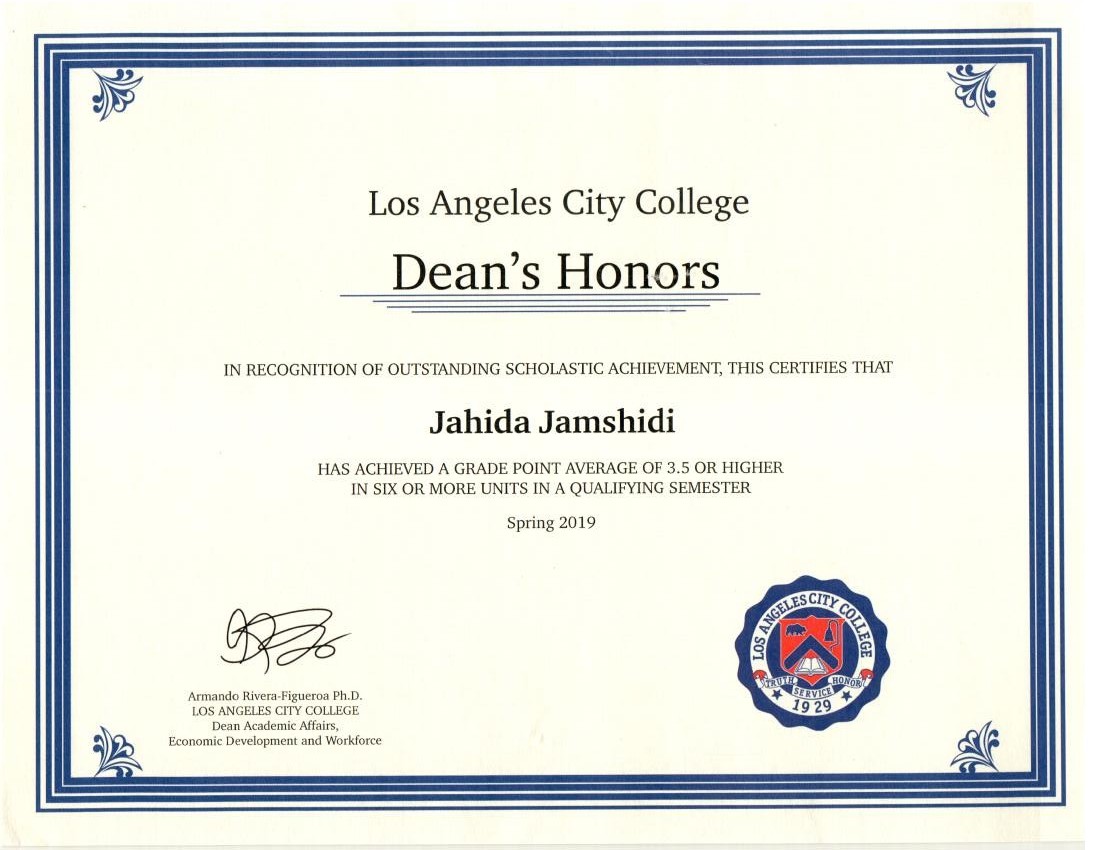 Los Angeles City College
Dean's Honors
IN RECOGNITION OF OUTSTANDING SCHOLASTIC ACHIEVEMENT, THIS CERTIFIES THAT
Jahida Jamshidi
HAS ACHIEVED A GRADE POINT AVERAGE OF 3.5 OR HIGHER
IN SIX OR MORE UNITS IN A QUALIFYING SEMESTER
Spring 2019
Armando Rivera-Figueroa Ph.D.
LOS ANGELES CITY COLLEGE
Dean Academic Affairs,
Economic Development and Workforce
LOS ANGELES CITY COLLEGE
TRUTH SERVICE HONOR
1929